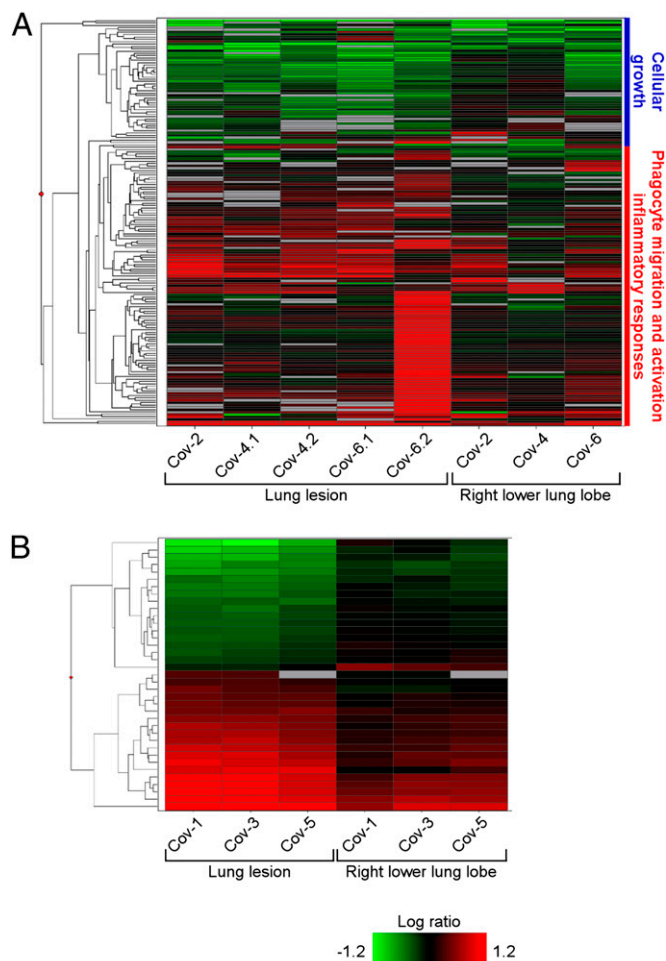 A
Cellular
growth
Phagocyte migration and activation
inflammatory responses
Cov-2
Cov-4.1
Cov-4.2
Cov-6.1
Cov-6.2
Cov-2
Cov-4
Cov-6
Lung lesion
Right lower lung lobe
B
Cov-1
Cov-3
Cov-5
Cov-1
Cov-3
Cov-5
Lung lesion
Right lower lung lobe
Log ratio
-1.2
1.2